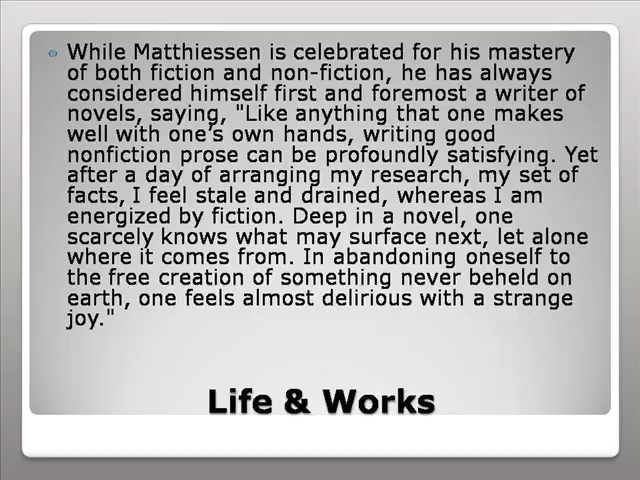 While Matthiessen is celebrated for his mastery
of both fiction and non-fiction, he has always
considered himself first and foremost a writer of
novels, saying, "Like anything that one makes
well with one’s own hands, writing good
nonfiction prose can be profoundly satisfying. Yet
after a day of arranging my research, my set of
facts, I feel stale and drained, whereas I am
energized by fiction. Deep in a novel, one
scarcely knows what may surface next, let alone
where it comes from. In abandoning oneself to
the free creation of something never beheld on
earth, one feels almost delirious with a strange
joy."
Life & Works